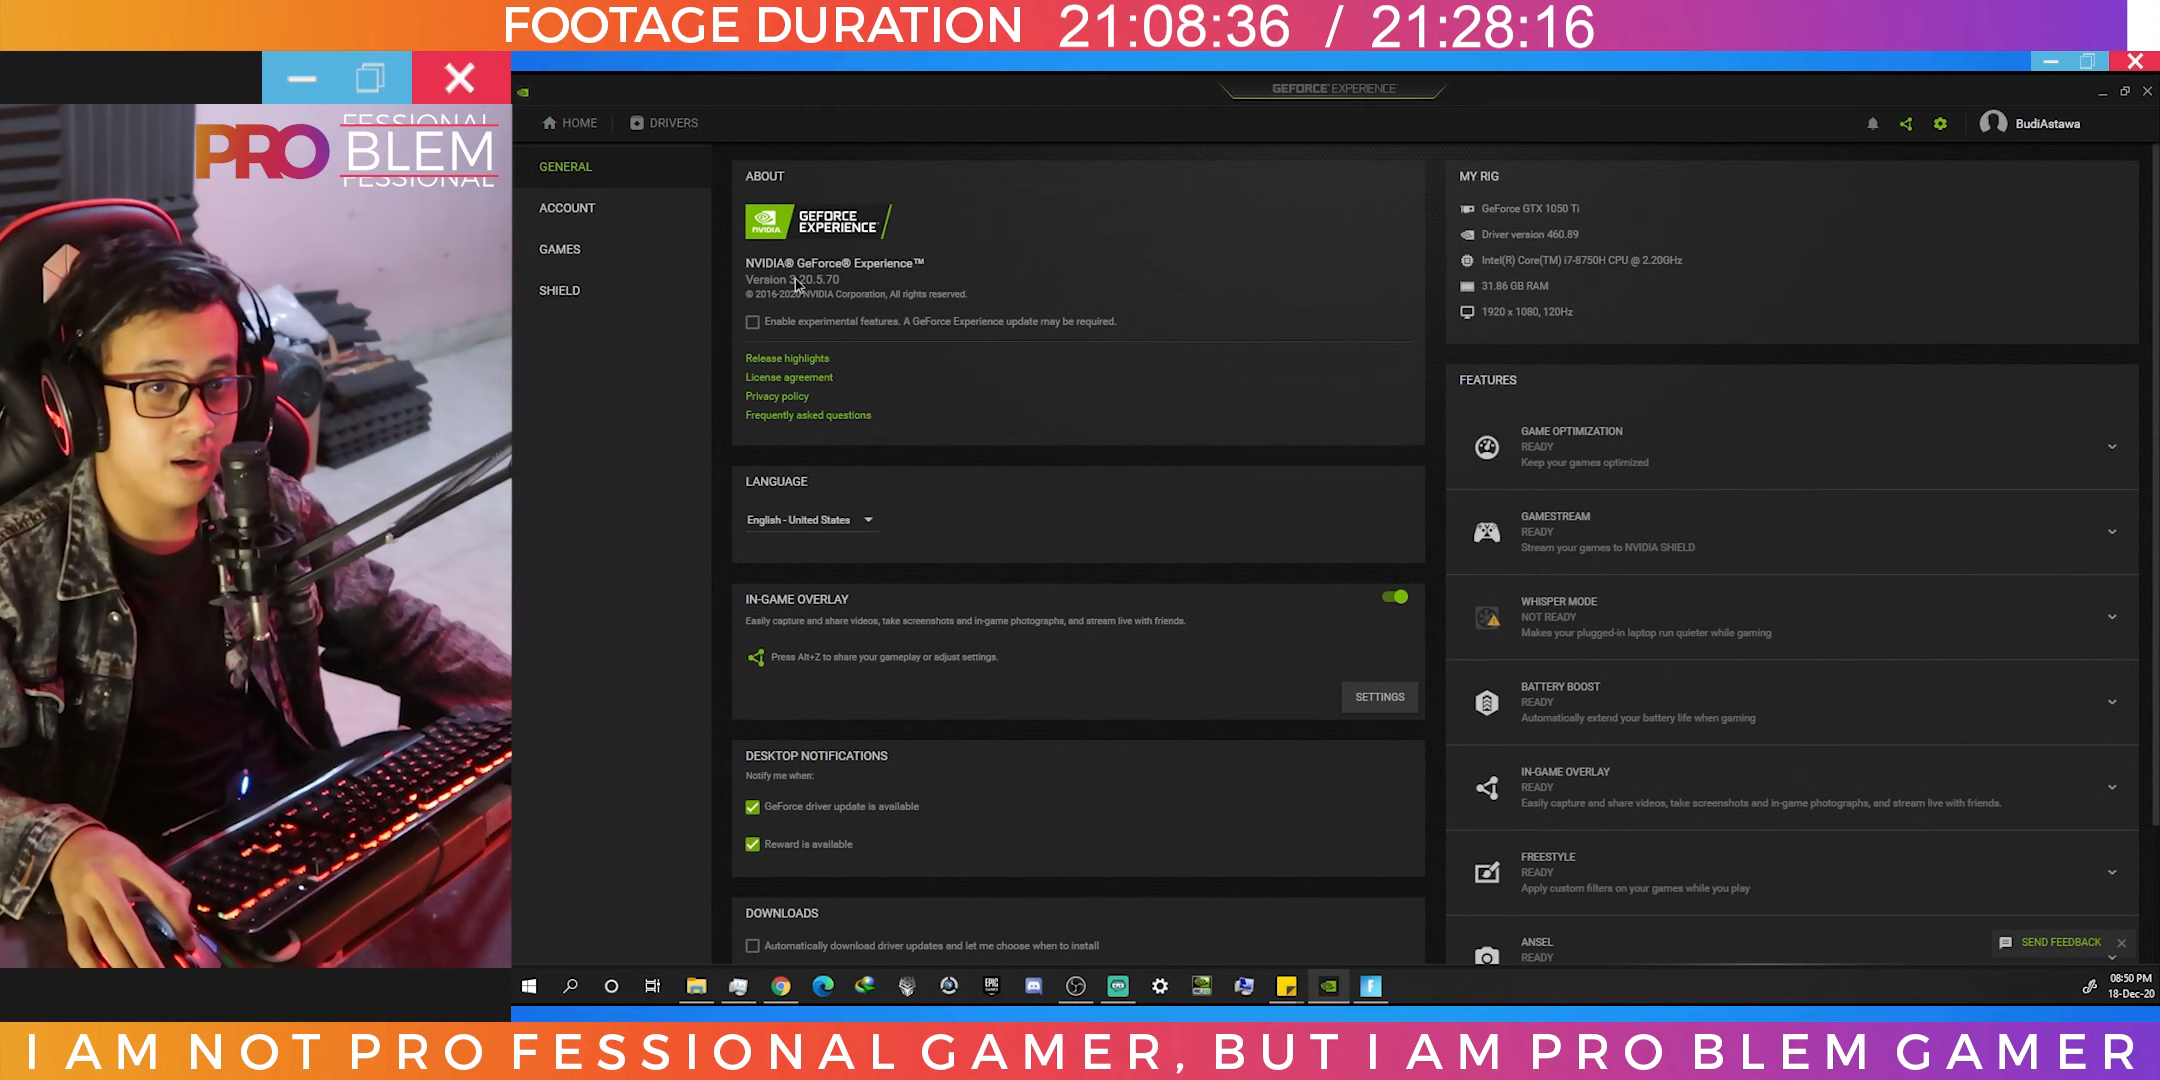 FOOTAGE DURATION 21:08:36 / 21:28:16
FESSIONAL
PRO BLEM
FESSIONAL
GEFORCE EXPERIENCE
HOME
DRIVERS
BudiAstawa
GENERAL
ACCOUNT
GAMES
SHIELD
ABOUT
NVIDIA
GEFORCE
EXPERIENCE
NVIDIA® GeForce® Experience™
Version 3.20.5.70
© 2016-2020 NVIDIA Corporation, All rights reserved.
Enable experimental features. A GeForce Experience update may be required.
Release highlights
License agreement
Privacy policy
Frequently asked questions
LANGUAGE
English - United States
IN-GAME OVERLAY
Easily capture and share videos, take screenshots and in-game photographs, and stream live with friends.
Press Alt+Z to share your gameplay or adjust settings.
SETTINGS
DESKTOP NOTIFICATIONS
Notify me when:
GeForce driver update is available
Reward is available
DOWNLOADS
Automatically download driver updates and let me choose when to install
MY RIG
GeForce GTX 1050 Ti
Driver version 460.89
Intel(R) Core(TM) i7-8750H CPU @ 2.20GHz
31.86 GB RAM
1920 x 1080, 120Hz
FEATURES
GAME OPTIMIZATION
READY
Keep your games optimized
GAMESTREAM
READY
Stream your games to NVIDIA SHIELD
WHISPER MODE
NOT READY
Makes your plugged-in laptop run quieter while gaming
BATTERY BOOST
READY
Automatically extend your battery life when gaming
IN-GAME OVERLAY
READY
Easily capture and share videos, take screenshots and in-game photographs, and stream live with friends.
FREESTYLE
READY
Apply custom filters on your games while you play
ANSEL
READY
SEND FEEDBACK
EPIC
GAMES
08:50 PM
18-Dec-20
I AM NOT PRO FESSIONAL GAMER, BUT I AM PRO BLEM GAMER